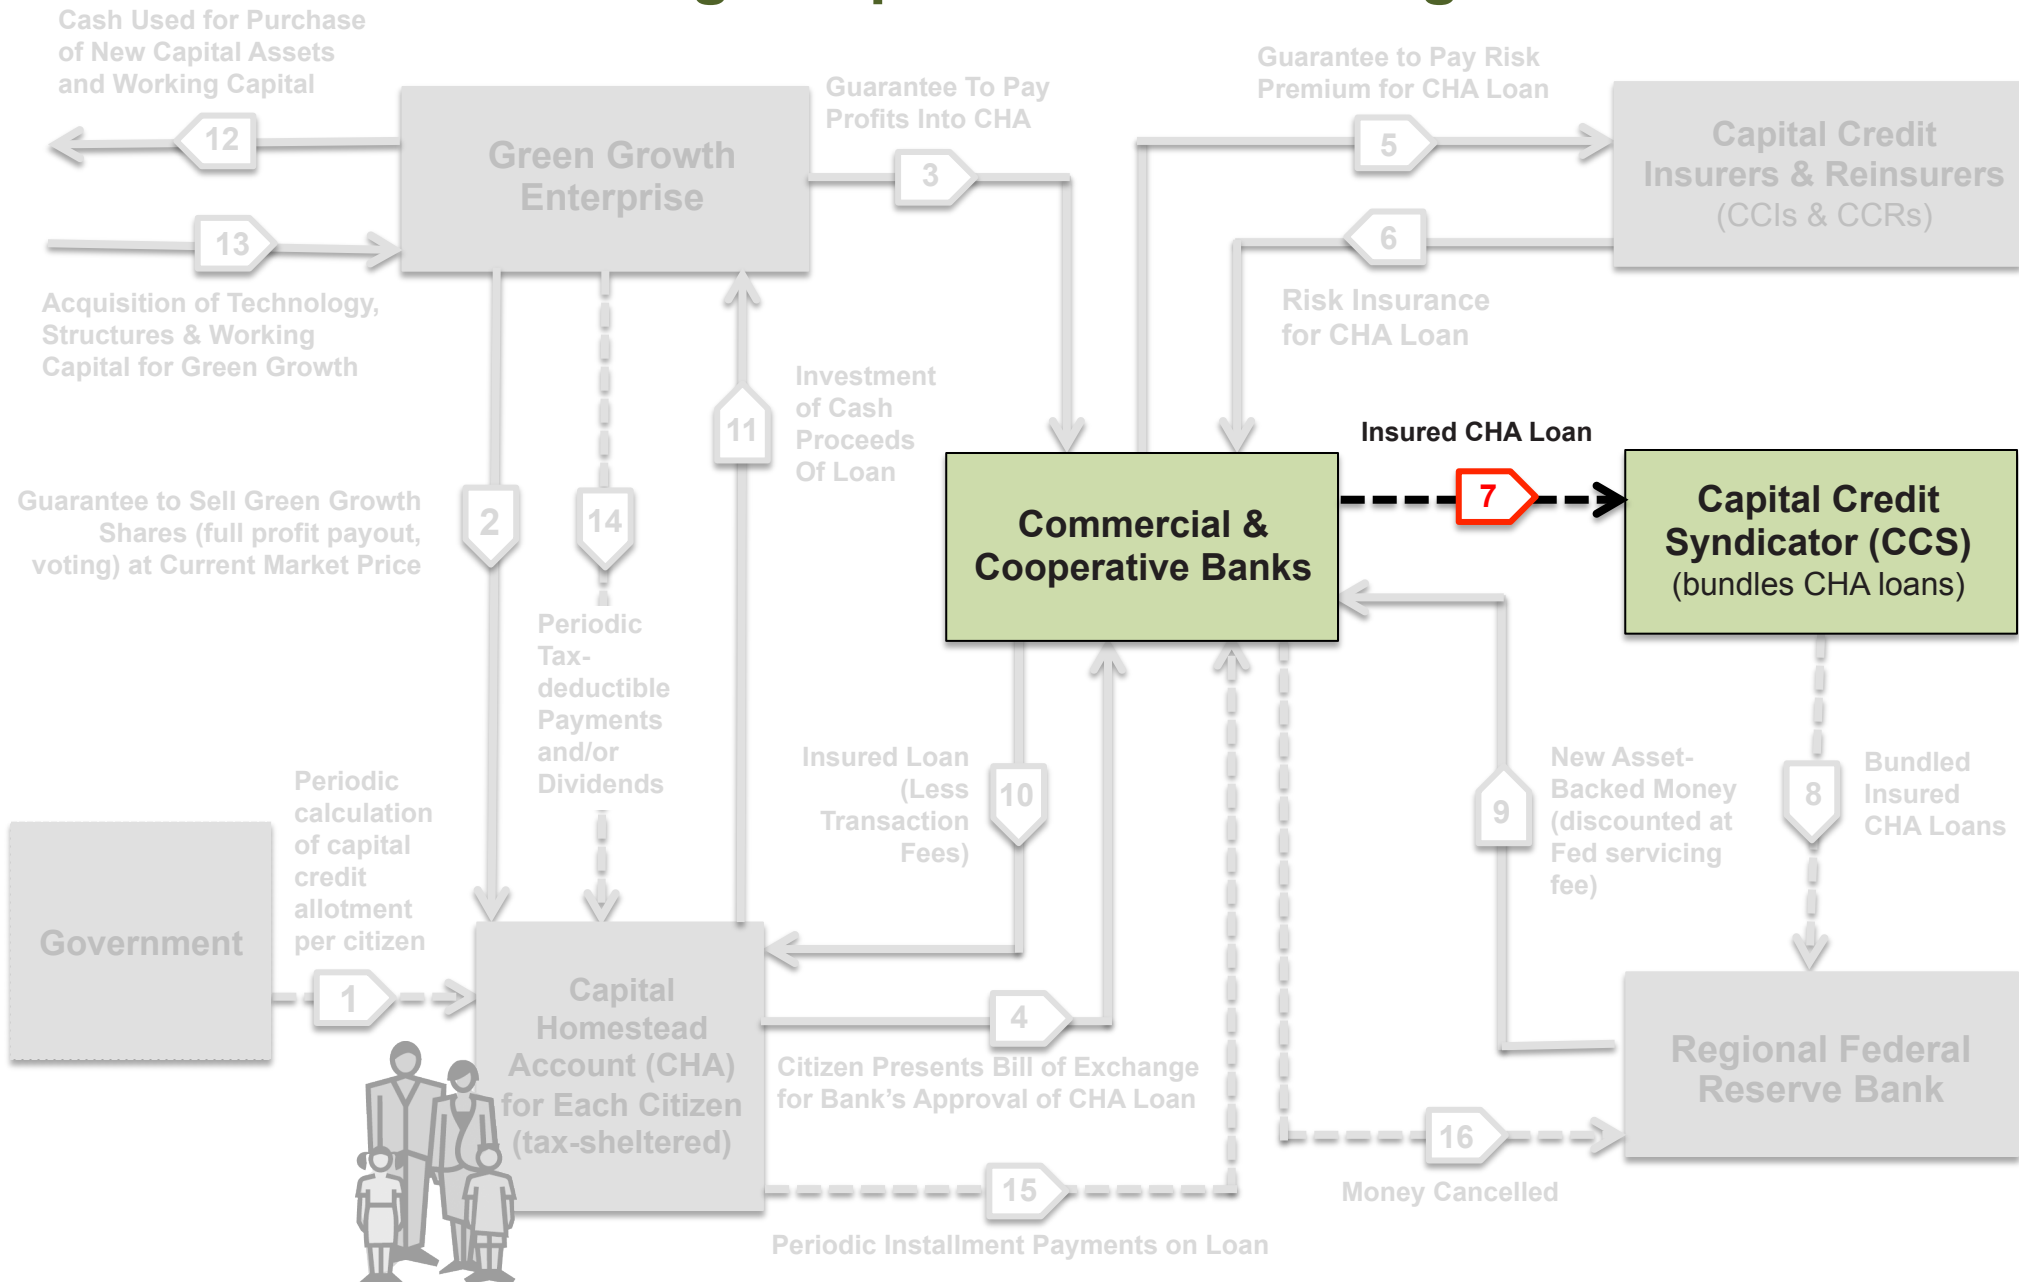 Cash Used for Purchase
of New Capital Assets
and Working Capital
12
Green Growth
Enterprise
Guarantee To Pay
Profits Into CHA
3
Guarantee to Pay Risk
Premium for CHA Loan
5
Capital Credit
Insurers & Reinsurers
(CCIs & CCRs)
13
Acquisition of Technology,
Structures & Working
Capital for Green Growth
6
Risk Insurance
for CHA Loan
11
Investment
of Cash
Proceeds
Of Loan
Guarantee to Sell Green Growth
Shares (full profit payout,
voting) at Current Market Price
2
14
Periodic
Tax-
deductible
Payments
and/or
Dividends
Commercial &
Cooperative Banks
Insured CHA Loan
7
Capital Credit
Syndicator (CCS)
(bundles CHA loans)
Government
Periodic
calculation
of capital
credit
allotment
per citizen
1
Insured Loan
(Less
Transaction
Fees)
10
New Asset-
Backed Money
(discounted at
Fed servicing
fee)
9
8
Bundled
Insured
CHA Loans
Capital
Homestead
Account (CHA)
for Each Citizen
(tax-sheltered)
4
Citizen Presents Bill of Exchange
for Bank's Approval of CHA Loan
Regional Federal
Reserve Bank
16
Money Cancelled
15
Periodic Installment Payments on Loan